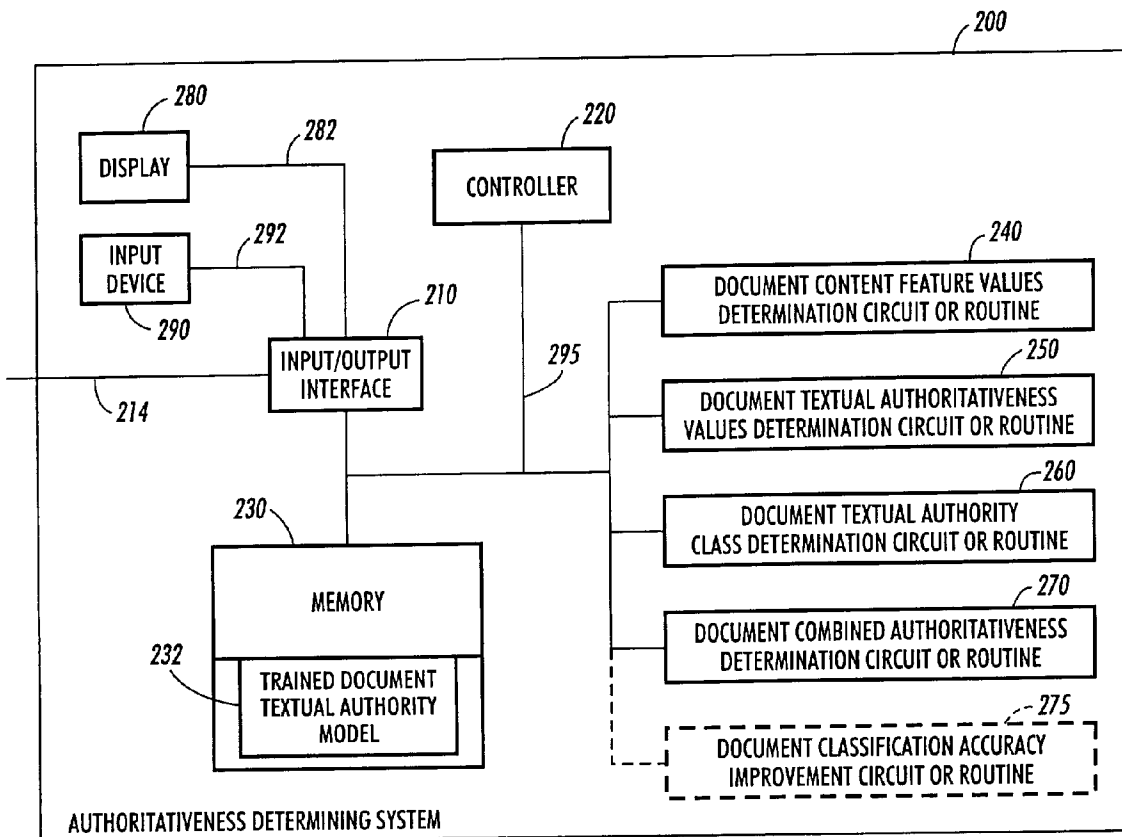 200
280
DISPLAY
282
220
CONTROLLER
INPUT
DEVICE
290
292
210
INPUT/OUTPUT
INTERFACE
214
295
240
DOCUMENT CONTENT FEATURE VALUES
DETERMINATION CIRCUIT OR ROUTINE
250
DOCUMENT TEXTUAL AUTHORITATIVENESS
VALUES DETERMINATION CIRCUIT OR ROUTINE
260
DOCUMENT TEXTUAL AUTHORITY
CLASS DETERMINATION CIRCUIT OR ROUTINE
230
MEMORY
232
TRAINED DOCUMENT
TEXTUAL AUTHORITY
MODEL
270
DOCUMENT COMBINED AUTHORITATIVENESS
DETERMINATION CIRCUIT OR ROUTINE
275
DOCUMENT CLASSIFICATION ACCURACY
IMPROVEMENT CIRCUIT OR ROUTINE
AUTHORITATIVENESS DETERMINING SYSTEM